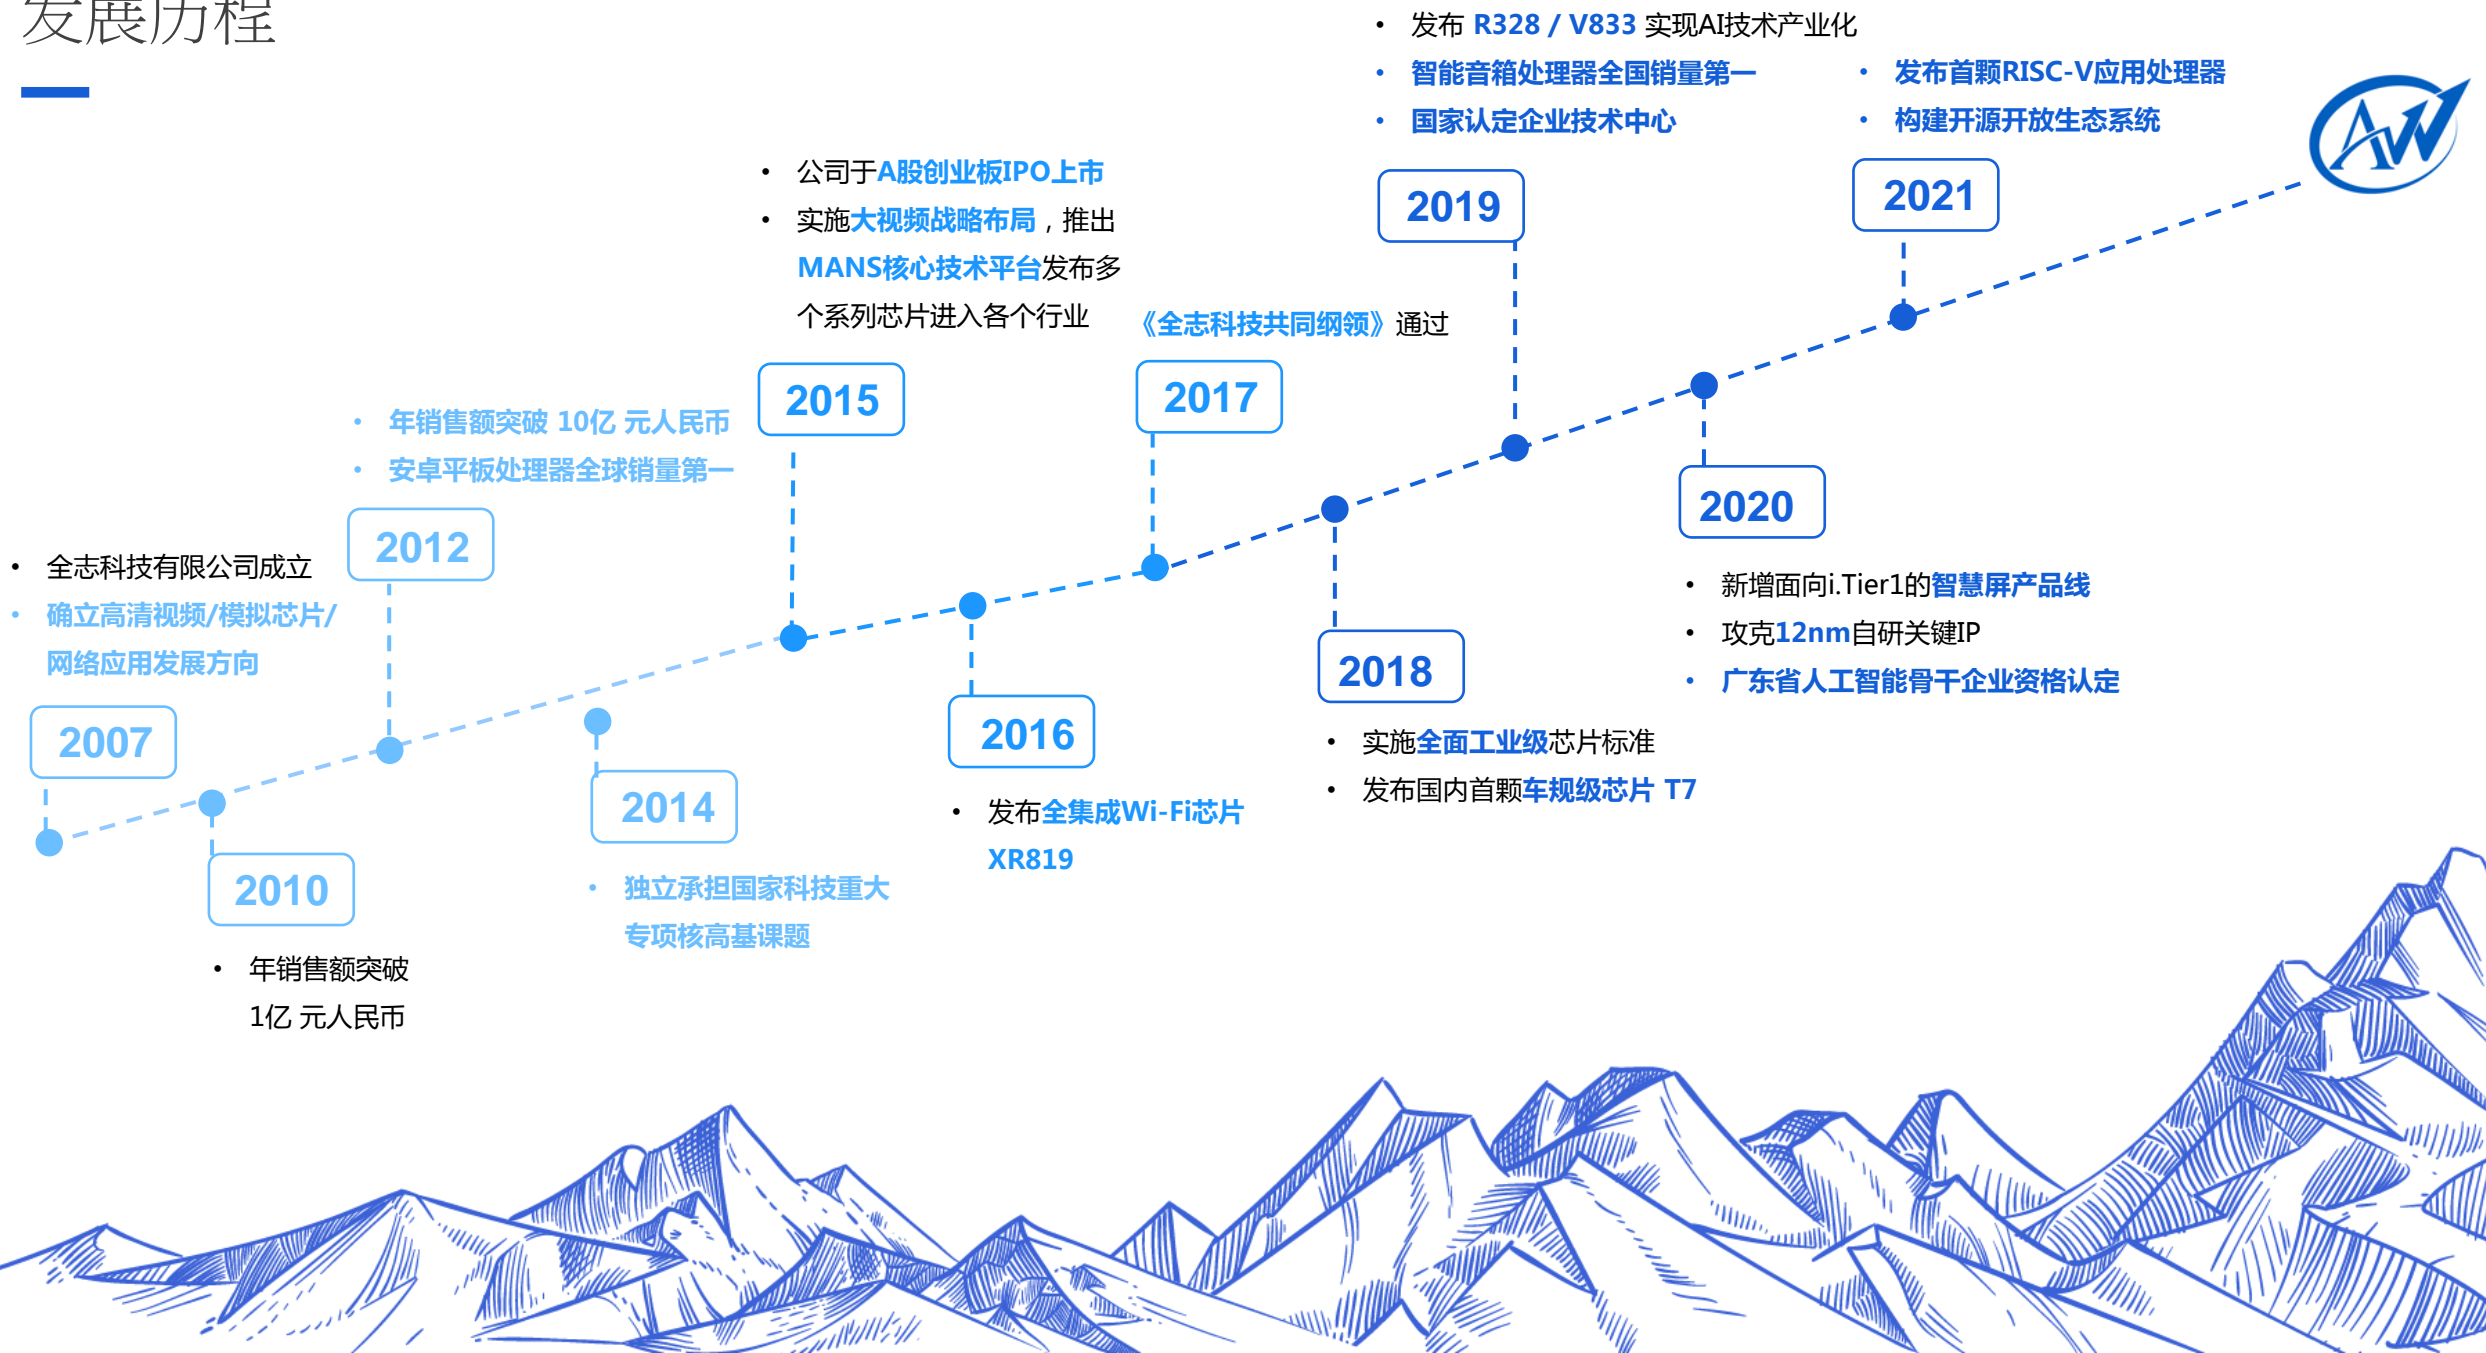 发展历程
全志科技有限公司成立
确立高清视频/模拟芯片/
网络应用发展方向
2007
2010
年销售额突破
1亿 元人民币
年销售额突破 10亿 元人民币
安卓平板处理器全球销量第一
2012
2014
独立承担国家科技重大
专项核高基课题
公司于A股创业板IPO上市
实施大视频战略布局，推出
MANS核心技术平台发布多
个系列芯片进入各个行业
2015
2016
发布全集成Wi-Fi芯片
XR819
《全志科技共同纲领》通过
2017
2018
实施全面工业级芯片标准
发布国内首颗车规级芯片 T7
发布 R328 / V833 实现AI技术产业化
智能音箱处理器全国销量第一
国家认定企业技术中心
2019
2020
新增面向i.Tier1的智慧屏产品线
攻克12nm自研关键IP
广东省人工智能骨干企业资格认定
发布首颗RISC-V应用处理器
构建开源开放生态系统
2021
AW